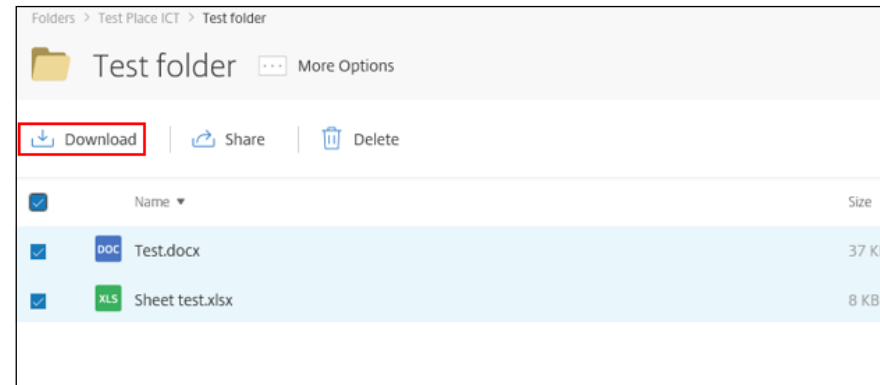 Folders > Test Place ICT > Test folder
Test folder ··· More Options
Download Share Delete
Name ▼ Size
DOC Test.docx 37 K
XLS Sheet test.xlsx 8 KB